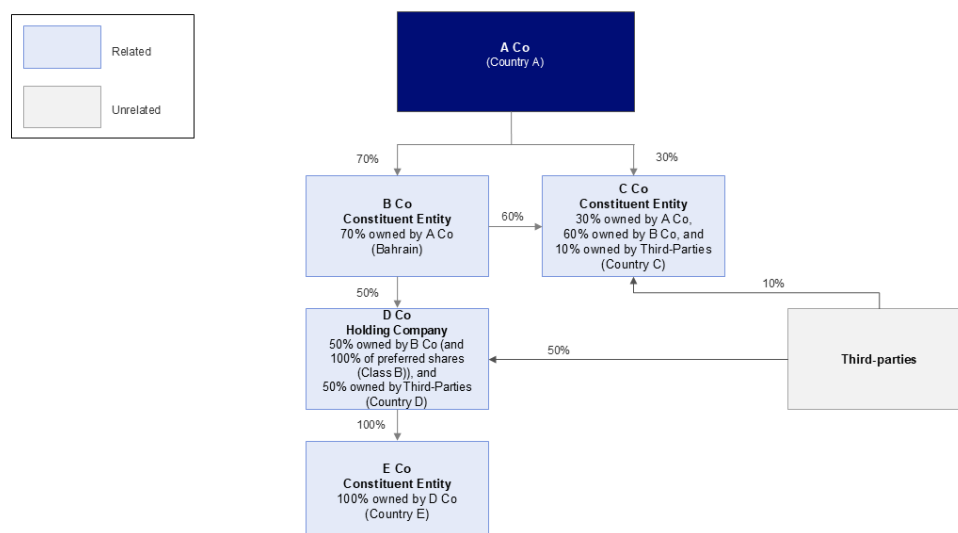 Related
Unrelated
A Co
(Country A)
70%
30%
B Co
Constituent Entity
70% owned by A Co
(Bahrain)
60%
C Co
Constituent Entity
30% owned by A Co,
60% owned by B Co, and
10% owned by Third-Parties
(Country C)
50%
10%
D Co
Holding Company
50% owned by B Co (and
100% of preferred shares
(Class B)), and
50% owned by Third-Parties
(Country D)
50%
Third-parties
100%
E Co
Constituent Entity
100% owned by D Co
(Country E)